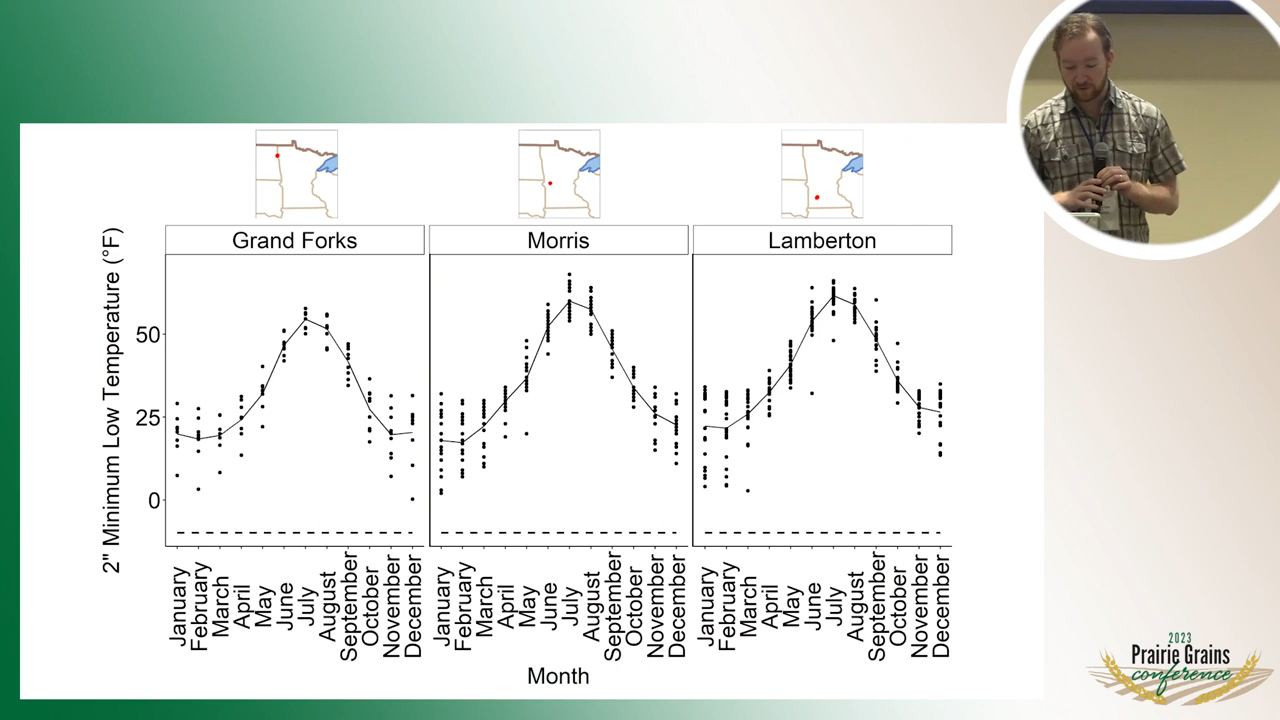 Grand Forks
Morris
Lamberton
2" Minimum Low Temperature (°F)
50
25
0
January
February
March
April
May
June
July
August
September
October
November
December
January
February
March
April
May
June
July
August
September
October
November
December
January
February
March
April
May
June
July
August
September
October
November
December
Month
2023
Prairie Grains
conference